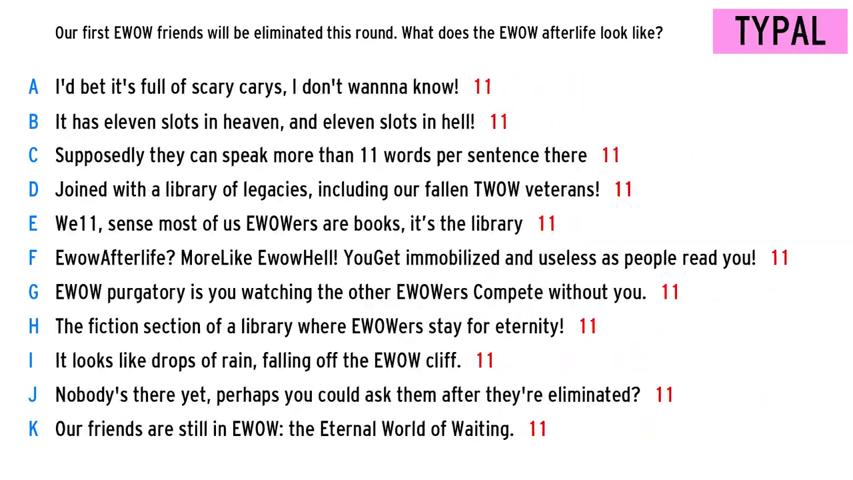 Our first EWOW friends will be eliminated this round. What does the EWOW afterlife look like?
TYPAL
A I'd bet it's full of scary carys, I don't wannna know! 11
B It has eleven slots in heaven, and eleven slots in hell! 11
C Supposedly they can speak more than 11 words per sentence there 11
D Joined with a library of legacies, including our fallen TWOW veterans! 11
E We11, sense most of us EWOWers are books, it’s the library 11
F EwowAfterlife? MoreLike EwowHell! YouGet immobilized and useless as people read you! 11
G EWOW purgatory is you watching the other EWOWers Compete without you. 11
H The fiction section of a library where EWOWers stay for eternity! 11
I It looks like drops of rain, falling off the EWOW cliff. 11
J Nobody's there yet, perhaps you could ask them after they're eliminated? 11
K Our friends are still in EWOW: the Eternal World of Waiting. 11